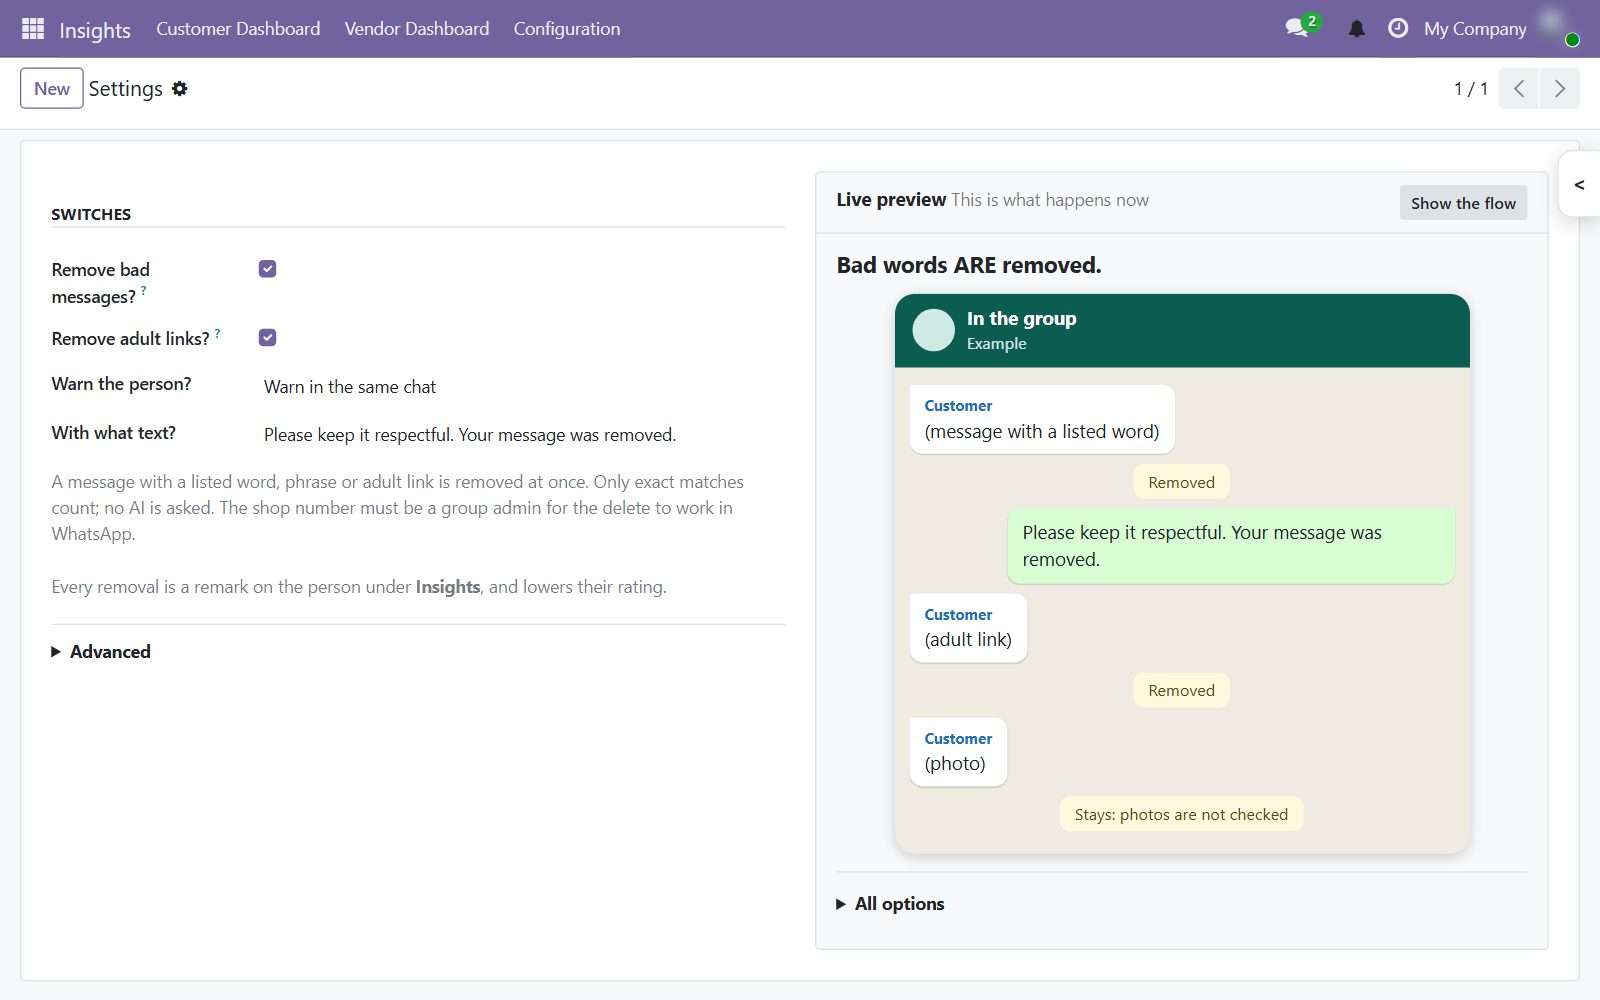 Insights
Customer Dashboard
Vendor Dashboard
Configuration
2
My Company
New
Settings
1 / 1
SWITCHES
Remove bad
messages? ?
Remove adult links? ?
Warn the person?
Warn in the same chat
With what text?
Please keep it respectful. Your message was removed.
A message with a listed word, phrase or adult link is removed at once. Only exact matches
count; no AI is asked. The shop number must be a group admin for the delete to work in
WhatsApp.
Every removal is a remark on the person under Insights, and lowers their rating.
Advanced
Live preview This is what happens now
Show the flow
<
Bad words ARE removed.
In the group
Example
Customer
(message with a listed word)
Removed
Please keep it respectful. Your message was
removed.
Customer
(adult link)
Removed
Customer
(photo)
Stays: photos are not checked
All options